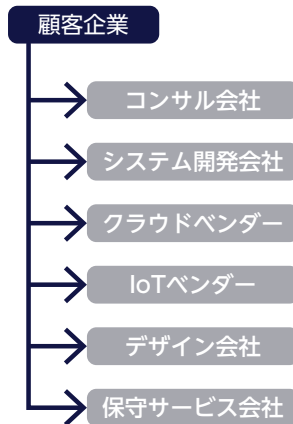 顧客企業
コンサル会社
システム開発会社
クラウドベンダー
IoTベンダー
デザイン会社
保守サービス会社